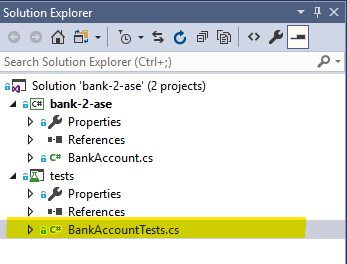 Solution Explorer
Search Solution Explorer (Ctrl+;)
Solution 'bank-2-ase' (2 projects)
C# bank-2-ase
Properties
References
C# BankAccount.cs
tests
Properties
References
C# BankAccountTests.cs